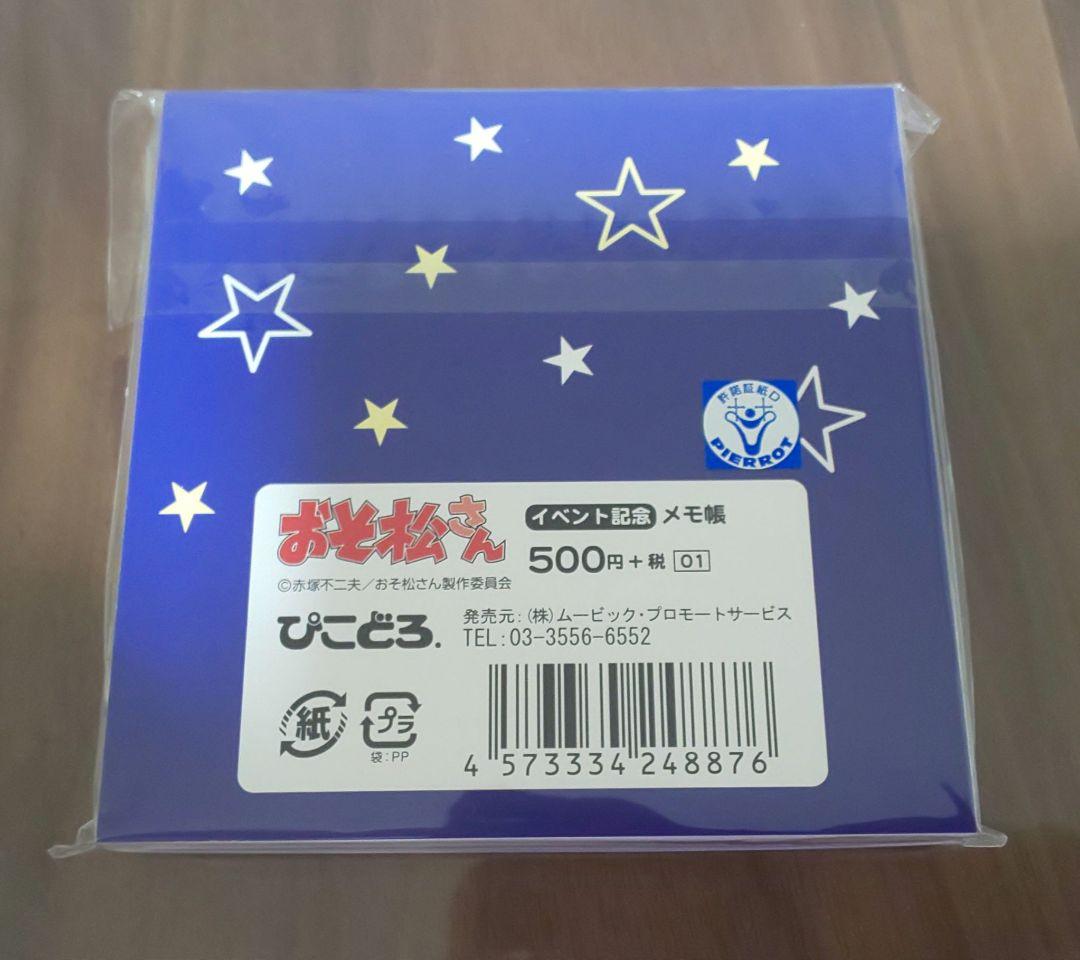 許諾証紙D
PIERROT
おそ松さん
イベント記念 メモ帳
500円+税 01
©赤塚不二夫/おそ松さん製作委員会
ぴこどろ.
発売元:(株)ムービック・プロモートサービス
TEL:03-3556-6552
紙
プラ
袋:PP
4 573334 248876